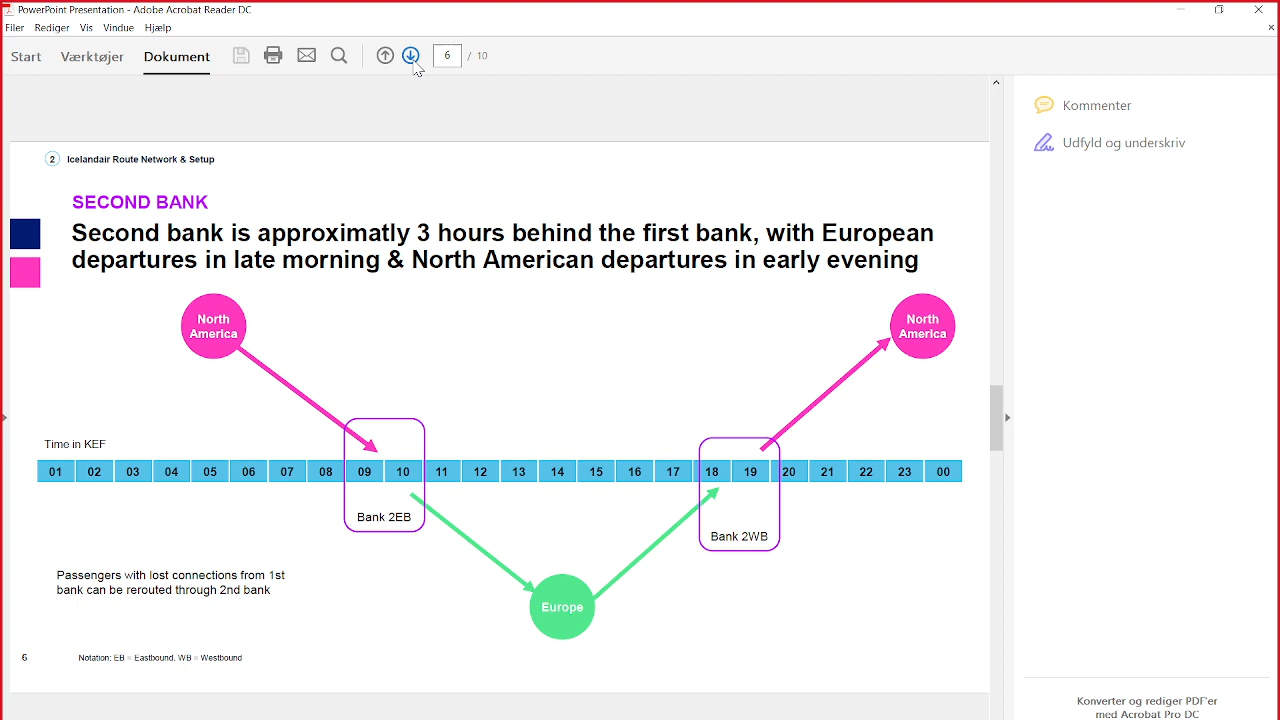 PowerPoint Presentation - Adobe Acrobat Reader DC
Filer Rediger Vis Vindue Hjælp
Start Værktøjer Dokument 6 / 10
Kommenter
Udfyld og underskriv
2 Icelandair Route Network & Setup
SECOND BANK
Second bank is approximatly 3 hours behind the first bank, with European
departures in late morning & North American departures in early evening
North
America
North
America
Time in KEF
01 02 03 04 05 06 07 08 09 10 11 12 13 14 15 16 17 18 19 20 21 22 23 00
Bank 2EB
Bank 2WB
Passengers with lost connections from 1st
bank can be rerouted through 2nd bank
Europe
6 Notation: EB = Eastbound. WB = Westbound
Konverter og rediger PDF'er
med Acrobat Pro DC